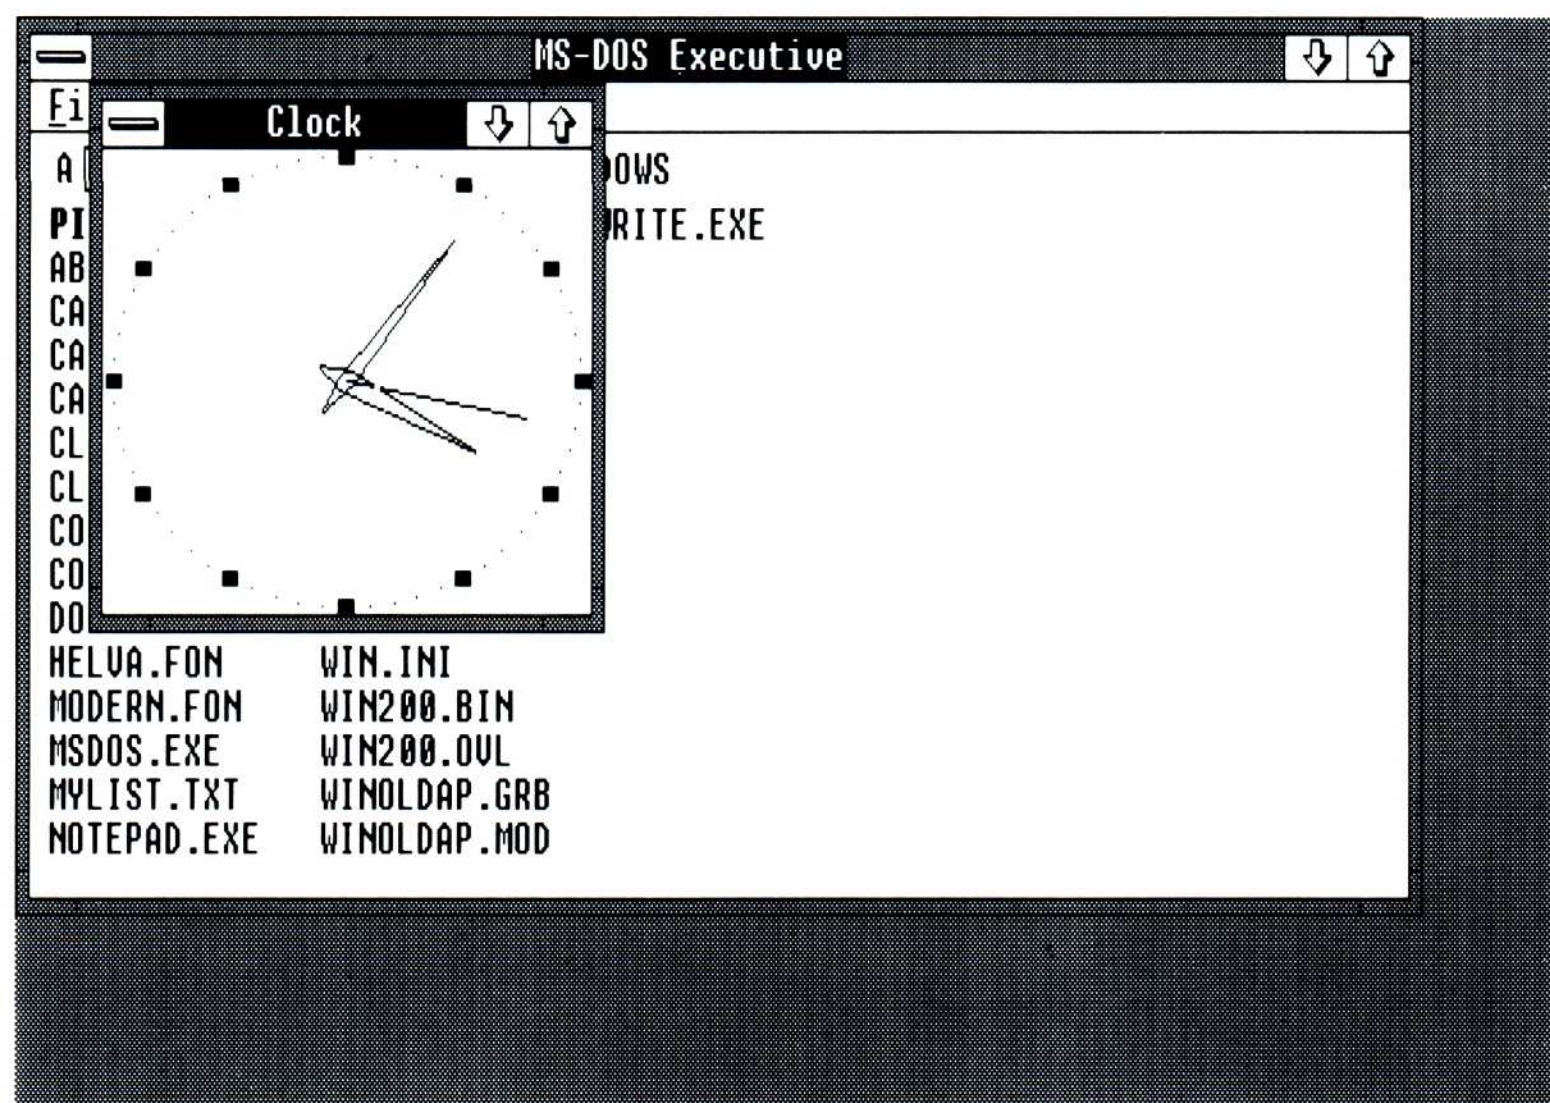 MS-DOS Executive
Fi
Clock
A
OWS
PI
RITE.EXE
AB
CA
CA
CA
CL
CL
CO
CO
DO
HELVA.FON WIN.INI
MODERN.FON WIN200.BIN
MSDOS.EXE WIN200.OVL
MYLIST.TXT WINOLDAP.GRB
NOTEPAD.EXE WINOLDAP.MOD